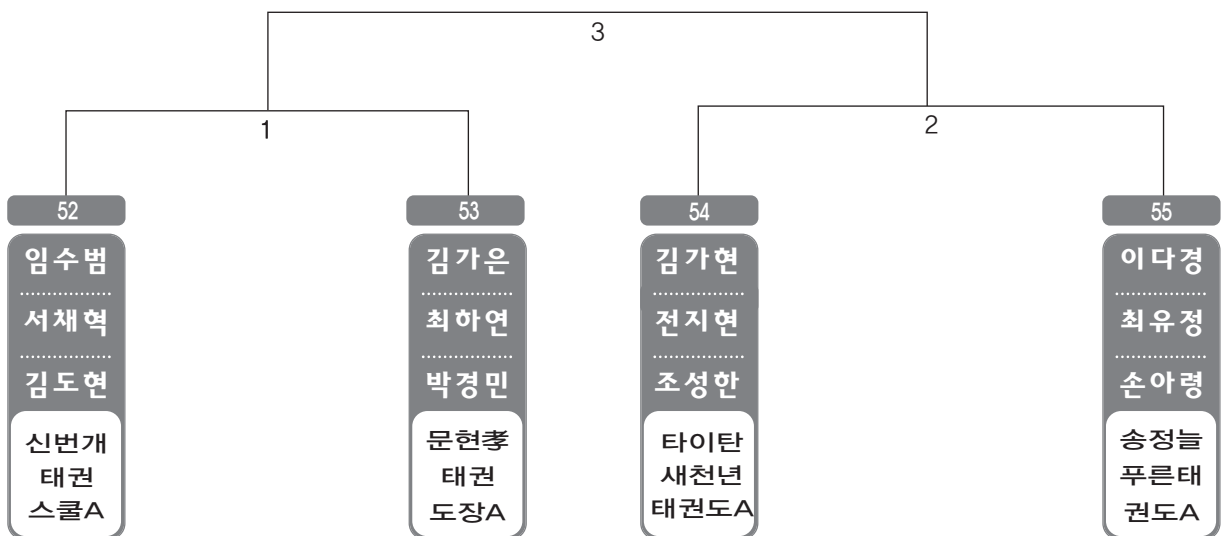 3
1
2
52
53
54
55
임수범
서채혁
김도현
신번개
태권
스쿨A
김가은
최하연
박경민
문현孝
태권
도장A
김가현
전지현
조성한
타이탄
새천년
태권도A
이다경
최유정
손아령
송정늘
푸른태
권도A